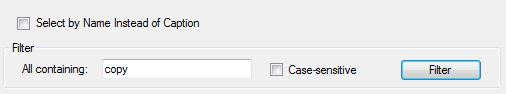 Select by Name Instead of Caption
Filter
All containing: copy Case-sensitive Filter